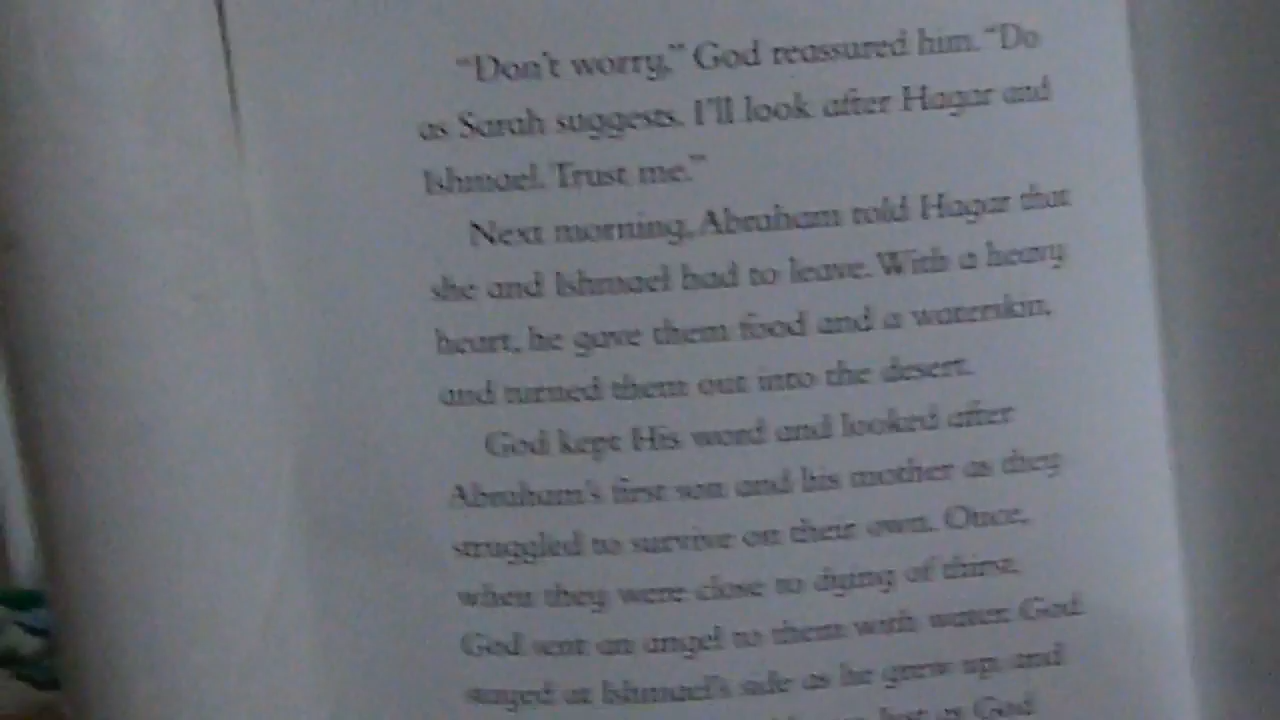 "Don't worry," God reassured him. "Do
as Sarah suggests. I'll look after Hagar and
Ishmael. Trust me."
Next morning, Abraham told Hagar that
she and Ishmael had to leave. With a heavy
heart, he gave them food and a waterskin,
and turned them out into the desert.
God kept His word and looked after
Abraham's first son and his mother as they
struggled to survive on their own. Once,
when they were close to dying of thirst,
God sent an angel to them with water. God
stayed at Ishmael's side as he grew up, and
just as God